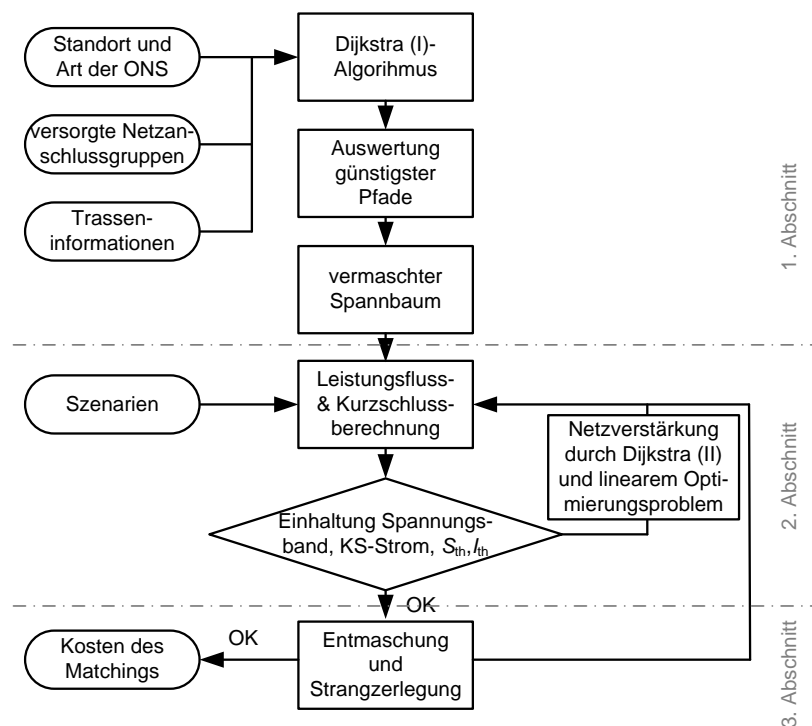 Standort und
Art der ONS
Dijkstra (I)-
Algorihmus
versorgte Netzan-
schlussgruppen
Auswertung
günstigster
Pfade
Trassen-
informationen
vermaschter
Spannbaum
1. Abschnitt
Szenarien
Leistungsfluss-
& Kurzschluss-
berechnung
Netzverstärkung
durch Dijkstra (II)
und linearem Opti-
mierungsproblem
Einhaltung Spannungs-
band, KS-Strom, Sth,Ith
2. Abschnitt
OK
Kosten des
Matchings
OK
Entmaschung
und
Strangzerlegung
3. Abschnitt